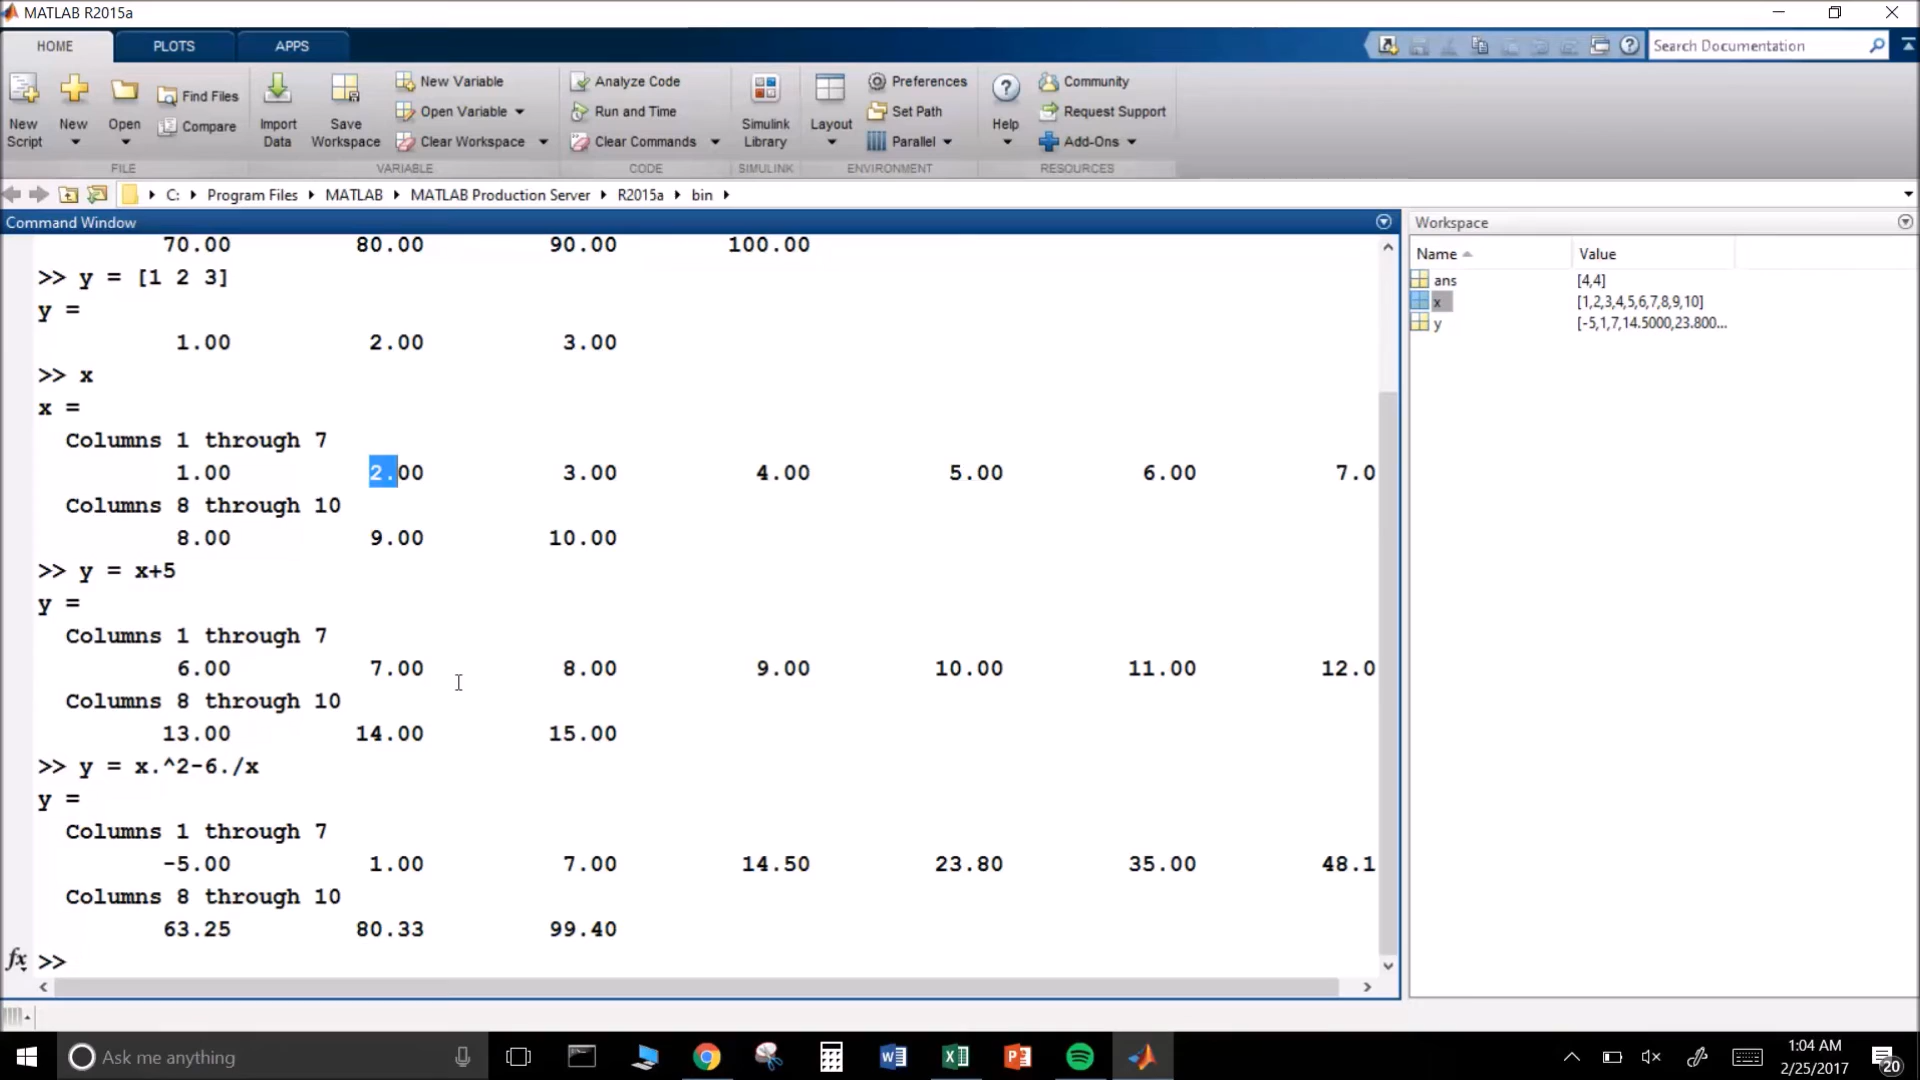 MATLAB R2015a
HOME PLOTS APPS
Search Documentation
New Script
New
Open
Find Files
Compare
FILE
Import Data
Save Workspace
New Variable
Open Variable
Clear Workspace
VARIABLE
Analyze Code
Run and Time
Clear Commands
CODE
Simulink Library
SIMULINK
Layout
Preferences
Set Path
Parallel
ENVIRONMENT
Help
Community
Request Support
Add-Ons
RESOURCES
C: Program Files MATLAB MATLAB Production Server R2015a bin
Command Window
70.00 80.00 90.00 100.00
>> y = [1 2 3]
y =
1.00 2.00 3.00
>> x
x =
Columns 1 through 7
1.00 2.00 3.00 4.00 5.00 6.00 7.0
Columns 8 through 10
8.00 9.00 10.00
>> y = x+5
y =
Columns 1 through 7
6.00 7.00 8.00 9.00 10.00 11.00 12.0
Columns 8 through 10
13.00 14.00 15.00
>> y = x.^2-6./x
y =
Columns 1 through 7
-5.00 1.00 7.00 14.50 23.80 35.00 48.1
Columns 8 through 10
63.25 80.33 99.40
fx >>
Workspace
Name Value
ans [4,4]
x [1,2,3,4,5,6,7,8,9,10]
y [-5,1,7,14.5000,23.800...
Ask me anything
1:04 AM
2/25/2017
20